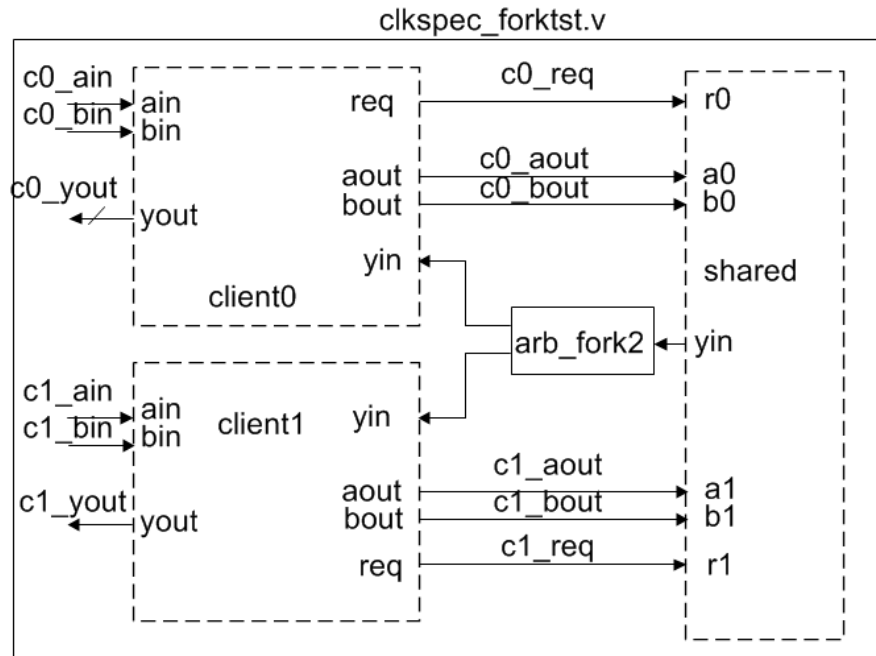 clkspec_forktst.v
c0_ain
ain
c0_bin
bin
c0_yout
yout
req
aout
bout
yin
client0
c0_req
c0_aout
c0_bout
r0
a0
b0
shared
yin
arb_fork2
c1_ain
ain
c1_bin
bin
client1
yin
c1_yout
yout
aout
bout
req
c1_aout
c1_bout
c1_req
a1
b1
r1